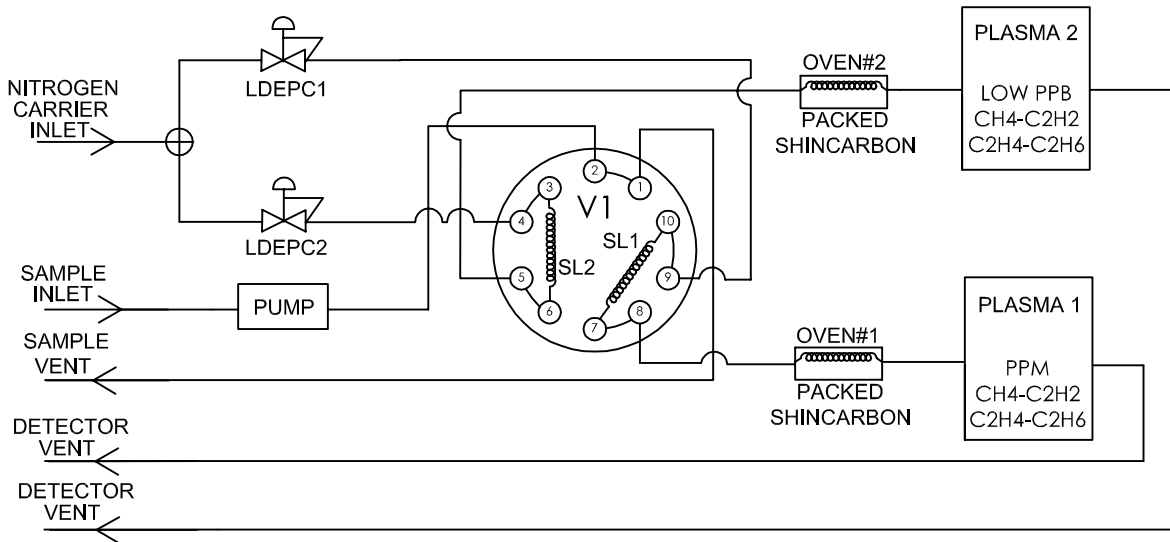 NITROGEN
CARRIER
INLET
LDEPC1
LDEPC2
SAMPLE
INLET
PUMP
SAMPLE
VENT
DETECTOR
VENT
DETECTOR
VENT
V1
2
1
3
4
10
SL1
SL2
5
9
6
8
7
OVEN#2
PACKED
SHINCARBON
PLASMA 2
LOW PPB
CH4-C2H2
C2H4-C2H6
OVEN#1
PACKED
SHINCARBON
PLASMA 1
PPM
CH4-C2H2
C2H4-C2H6